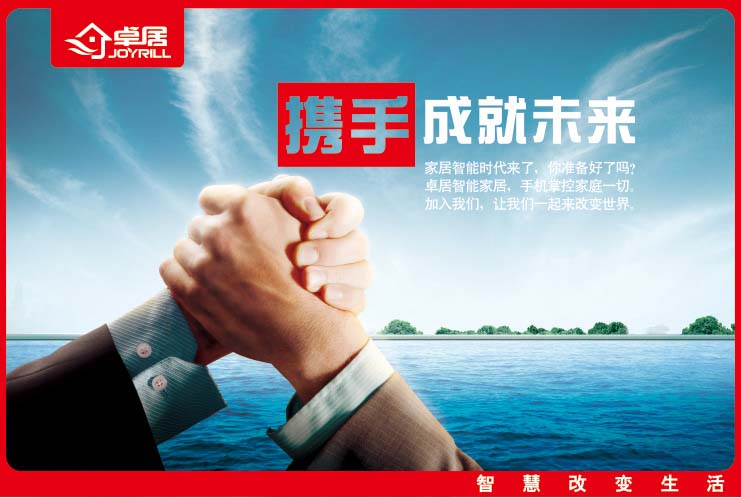 卓居
JOYRILL
携手 成就未来
家居智能时代来了，你准备好了吗？
卓居智能家居，手机掌控家庭一切。
加入我们，让我们一起来改变世界。
智慧改变生活